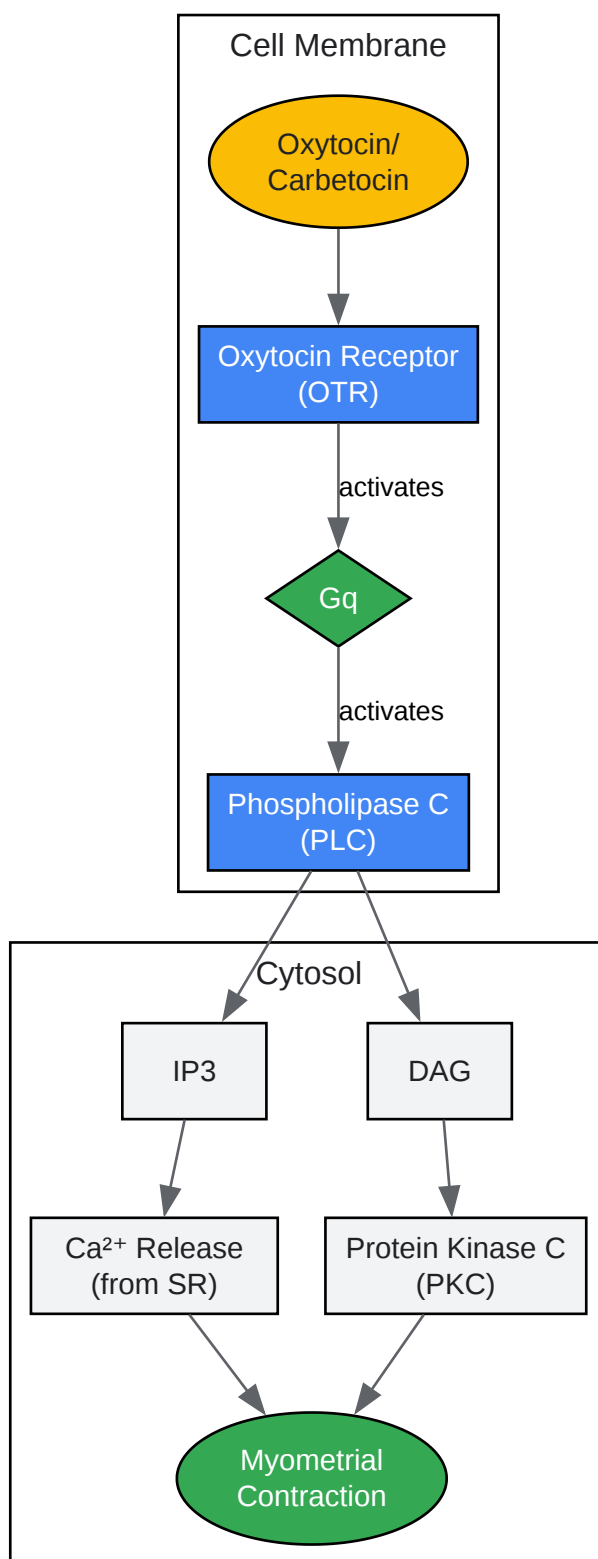 Cell Membrane
Oxytocin/
Carbetocin
Oxytocin Receptor
(OTR)
activates
Gq
activates
Phospholipase C
(PLC)
Cytosol
IP3
DAG
Ca²⁺ Release
(from SR)
Protein Kinase C
(PKC)
Myometrial
Contraction